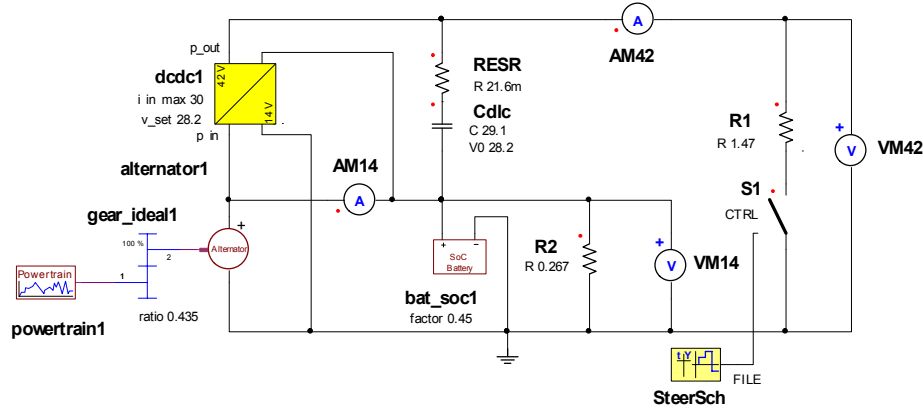 p_out
42 V
14 V
dcdc1
i in max 30
v_set 28.2
p in
alternator1
RESR
R 21.6m
Cdlc
C 29.1
V0 28.2
A
AM42
R1
R 1.47
+
V
VM42
S1
CTRL
A
AM14
gear_ideal1
100 %
2
+
Alternator
Powertrain
1
powertrain1
ratio 0.435
+ −
SoC
Battery
bat_soc1
factor 0.45
R2
R 0.267
+
V
VM14
t Y
FILE
SteerSch